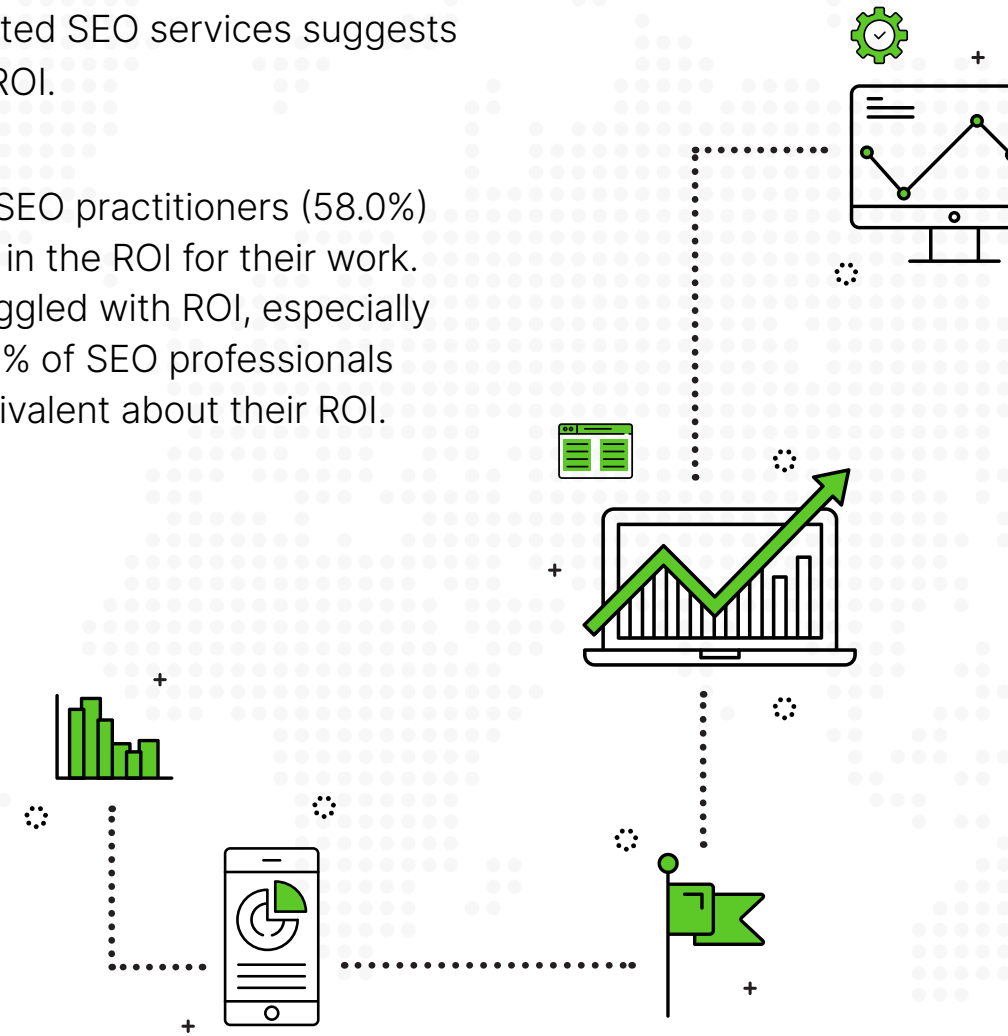 ted SEO services suggests
ROI.
SEO practitioners (58.0%)
in the ROI for their work.
ggled with ROI, especially
% of SEO professionals
ivalent about their ROI.